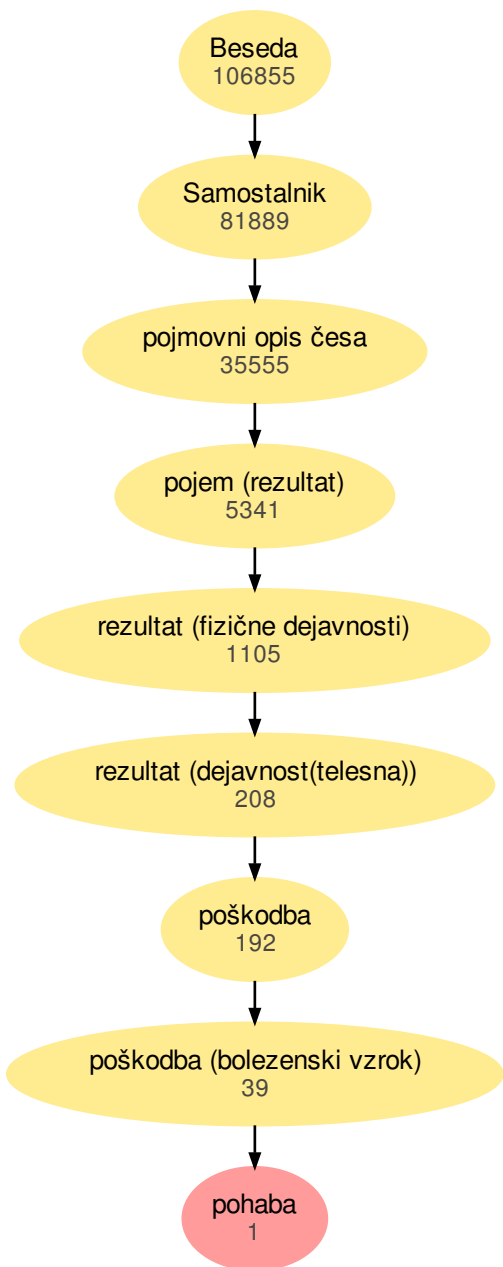 Beseda
106855
Samostalnik
81889
pojmovni opis česa
35555
pojem (rezultat)
5341
rezultat (fizične dejavnosti)
1105
rezultat (dejavnost(telesna))
208
poškodba
192
poškodba (bolezenski vzrok)
39
pohaba
1